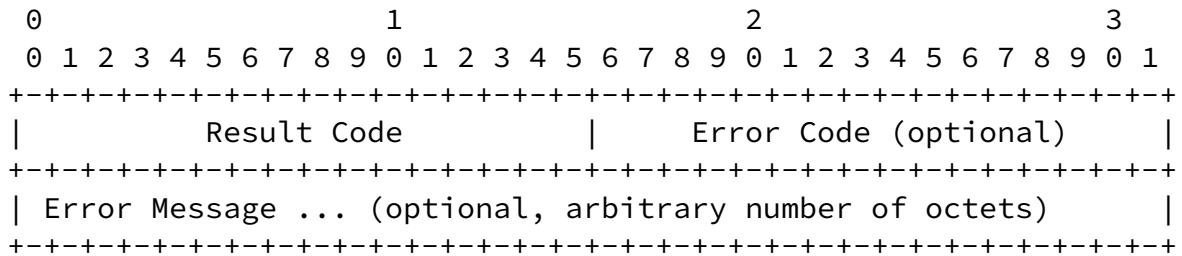 0                   1                   2                   3
 0 1 2 3 4 5 6 7 8 9 0 1 2 3 4 5 6 7 8 9 0 1 2 3 4 5 6 7 8 9 0 1
+-+-+-+-+-+-+-+-+-+-+-+-+-+-+-+-+-+-+-+-+-+-+-+-+-+-+-+-+-+-+-+-+
|          Result Code          |     Error Code (optional)     |
+-+-+-+-+-+-+-+-+-+-+-+-+-+-+-+-+-+-+-+-+-+-+-+-+-+-+-+-+-+-+-+-+
| Error Message ... (optional, arbitrary number of octets)      |
+-+-+-+-+-+-+-+-+-+-+-+-+-+-+-+-+-+-+-+-+-+-+-+-+-+-+-+-+-+-+-+-+